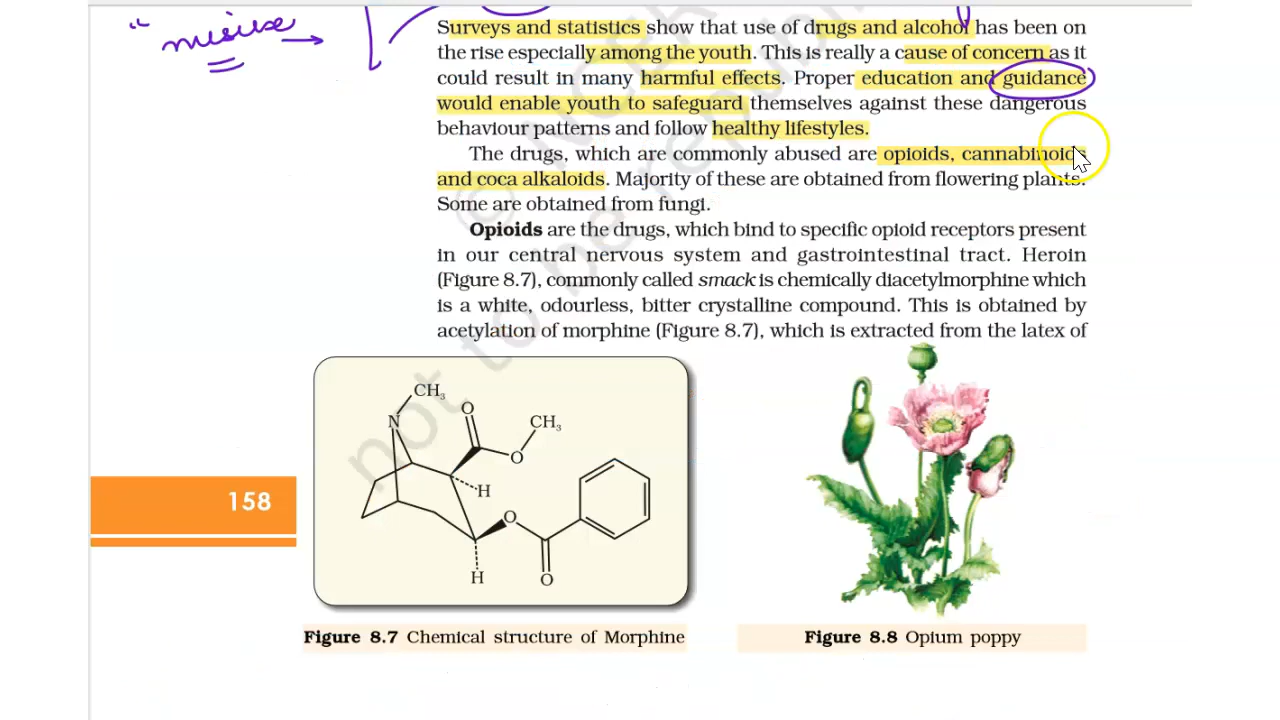 "misuse
Surveys and statistics show that use of drugs and alcohol has been on
the rise especially among the youth. This is really a cause of concern as it
could result in many harmful effects. Proper education and guidance
would enable youth to safeguard themselves against these dangerous
behaviour patterns and follow healthy lifestyles.
The drugs, which are commonly abused are opioids, cannabinoids
and coca alkaloids. Majority of these are obtained from flowering plants.
Some are obtained from fungi.
Opioids are the drugs, which bind to specific opioid receptors present
in our central nervous system and gastrointestinal tract. Heroin
(Figure 8.7), commonly called smack is chemically diacetylmorphine which
is a white, odourless, bitter crystalline compound. This is obtained by
acetylation of morphine (Figure 8.7), which is extracted from the latex of
CH₃
N
O
CH₃
O
H
O
H
O
158
Figure 8.7 Chemical structure of Morphine
Figure 8.8 Opium poppy
not to be republi